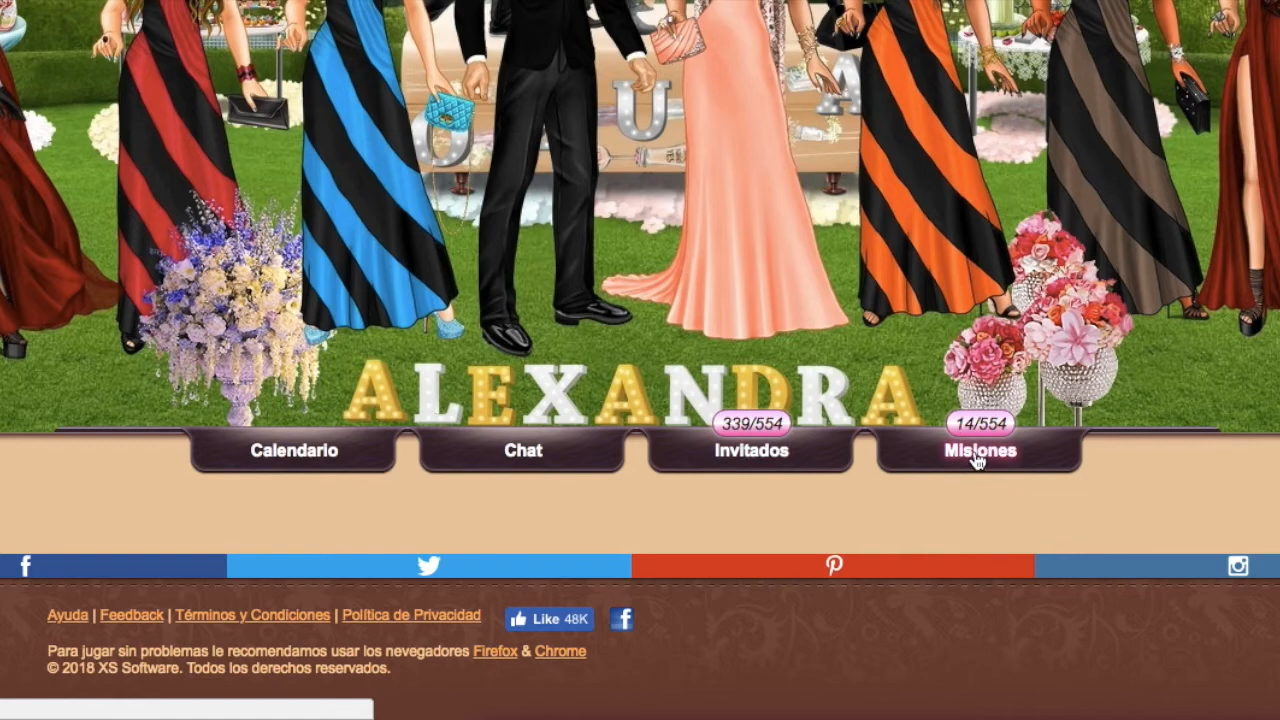 U A
ALEXANDRA
339/554 14/554
Calendario Chat Invitados Misiones
Ayuda | Feedback | Términos y Condiciones | Política de Privacidad Like 48K
Para jugar sin problemas le recomendamos usar los nevegadores Firefox & Chrome
© 2018 XS Software. Todos los derechos reservados.